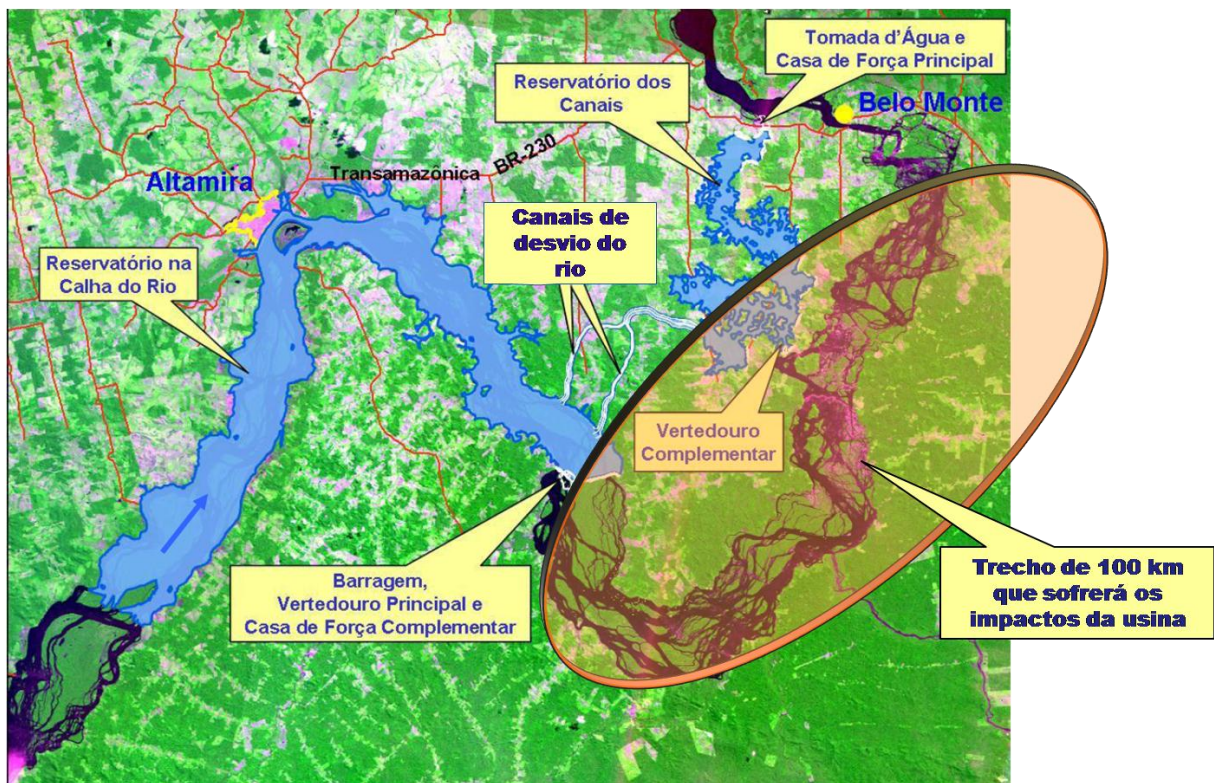 Tomada d'Água e
Casa de Força Principal
Reservatório dos
Canais
Belo Monte
BR-230
Transamazônica
Altamira
Canais de
desvio do
rio
Reservatório na
Calha do Rio
Vertedouro
Complementar
Barragem,
Vertedouro Principal e
Casa de Força Complementar
Trecho de 100 km
que sofrerá os
impactos da usina